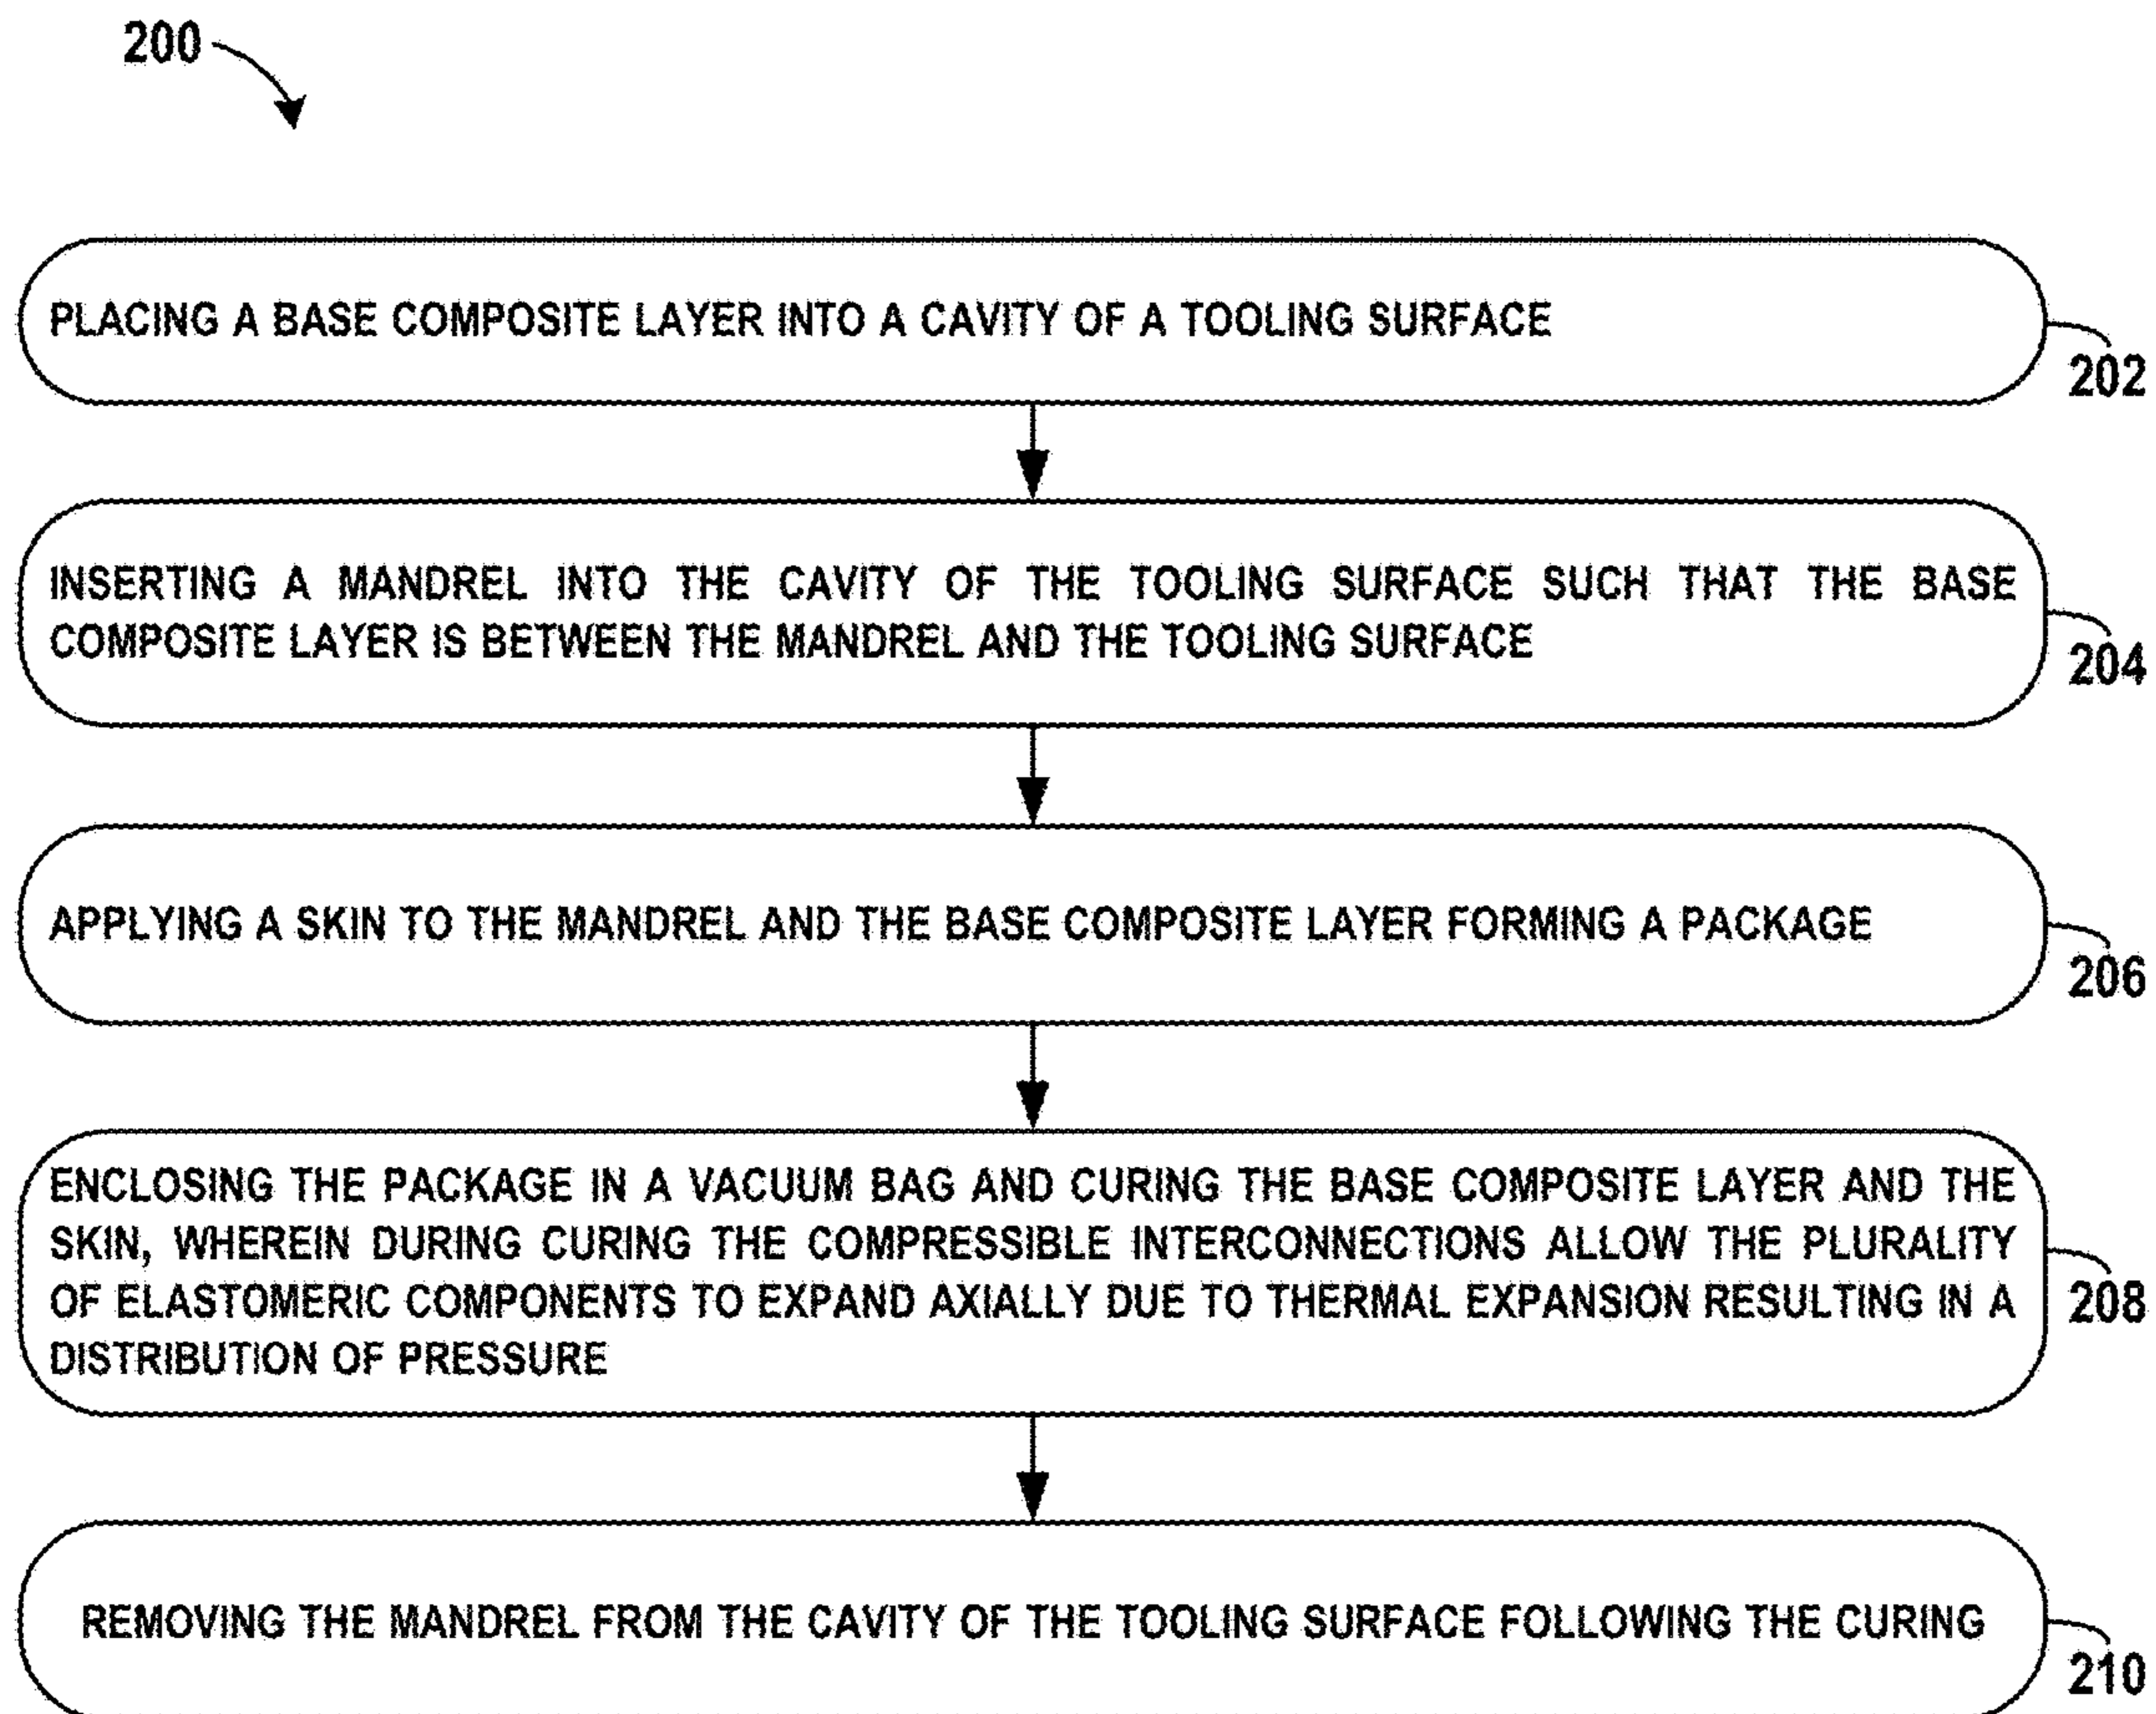 200
PLACING A BASE COMPOSITE LAYER INTO A CAVITY OF A TOOLING SURFACE
202
INSERTING A MANDREL INTO THE CAVITY OF THE TOOLING SURFACE SUCH THAT THE BASE
COMPOSITE LAYER IS BETWEEN THE MANDREL AND THE TOOLING SURFACE
204
APPLYING A SKIN TO THE MANDREL AND THE BASE COMPOSITE LAYER FORMING A PACKAGE
206
ENCLOSING THE PACKAGE IN A VACUUM BAG AND CURING THE BASE COMPOSITE LAYER AND THE
SKIN, WHEREIN DURING CURING THE COMPRESSIBLE INTERCONNECTIONS ALLOW THE PLURALITY
OF ELASTOMERIC COMPONENTS TO EXPAND AXIALLY DUE TO THERMAL EXPANSION RESULTING IN A
DISTRIBUTION OF PRESSURE
208
REMOVING THE MANDREL FROM THE CAVITY OF THE TOOLING SURFACE FOLLOWING THE CURING
210